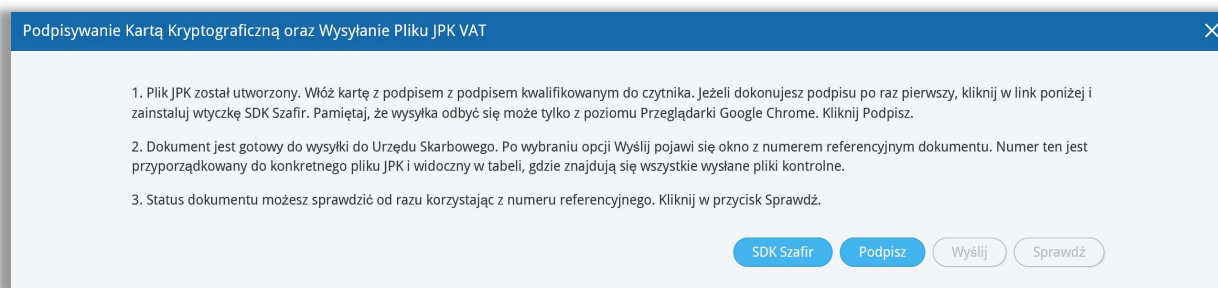 Podpisywanie Kartą Kryptograficzną oraz Wysyłanie Pliku JPK VAT
1. Plik JPK został utworzony. Włóż kartę z podpisem z podpisem kwalifikowanym do czytnika. Jeżeli dokonujesz podpisu po raz pierwszy, kliknij w link poniżej i
zainstaluj wtyczkę SDK Szafir. Pamiętaj, że wysyłka odbyć się może tylko z poziomu Przeglądarki Google Chrome. Kliknij Podpisz.
2. Dokument jest gotowy do wysyłki do Urzędu Skarbowego. Po wybraniu opcji Wyślij pojawi się okno z numerem referencyjnym dokumentu. Numer ten jest
przyporządkowany do konkretnego pliku JPK i widoczny w tabeli, gdzie znajdują się wszystkie wysłane pliki kontrolne.
3. Status dokumentu możesz sprawdzić od razu korzystając z numeru referencyjnego. Kliknij w przycisk Sprawdź.
SDK Szafir Podpisz Wyślij Sprawdź